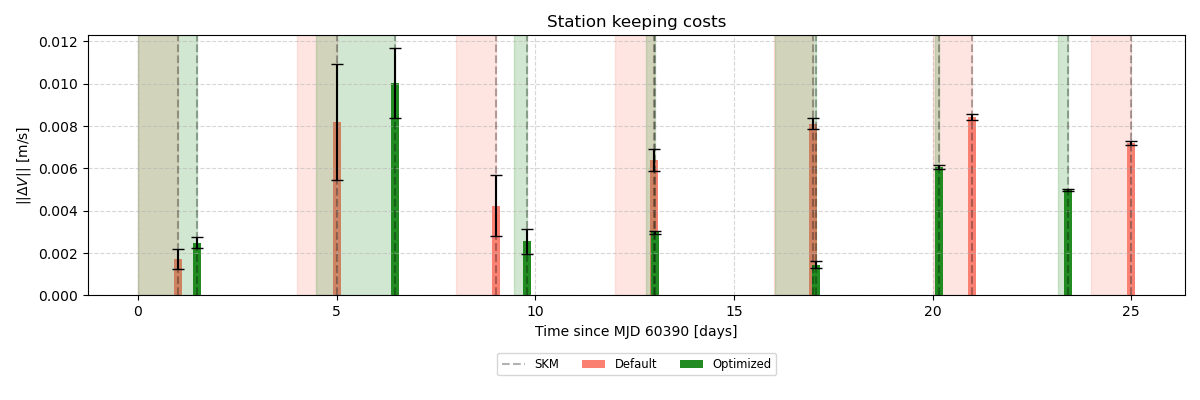 Station keeping costs
0.012
0.010
0.008
0.006
0.004
0.002
0.000
||ΔV|| [m/s]
0
5
10
15
20
25
Time since MJD 60390 [days]
SKM
Default
Optimized